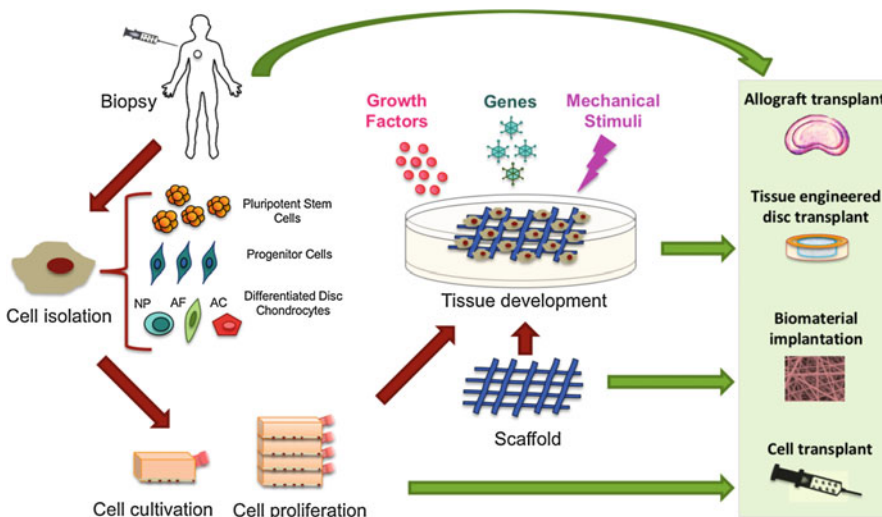 Biopsy
Growth
Factors
Genes
Mechanical
Stimuli
Allograft transplant
Pluripotent Stem
Cells
Progenitor Cells
Differentiated Disc
Chondrocytes
NP AF AC
Cell isolation
Tissue development
Tissue engineered
disc transplant
Scaffold
Biomaterial
implantation
Cell cultivation
Cell proliferation
Cell transplant